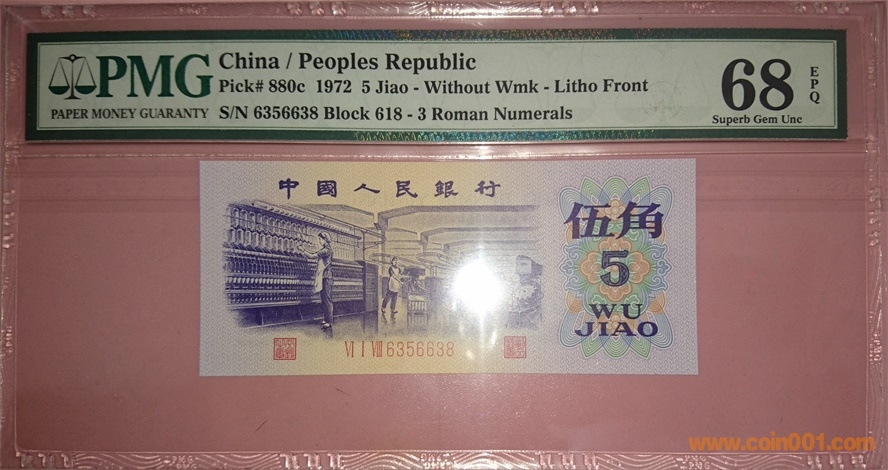 PMG
PAPER MONEY GUARANTY
China / Peoples Republic
Pick# 880c 1972 5 Jiao - Without Wmk - Litho Front
S/N 6356638 Block 618 - 3 Roman Numerals
68
EPQ
Superb Gem Unc
中國人民銀行
伍角
5
WU
JIAO
VI I VIII 6356638
www.coin001.com